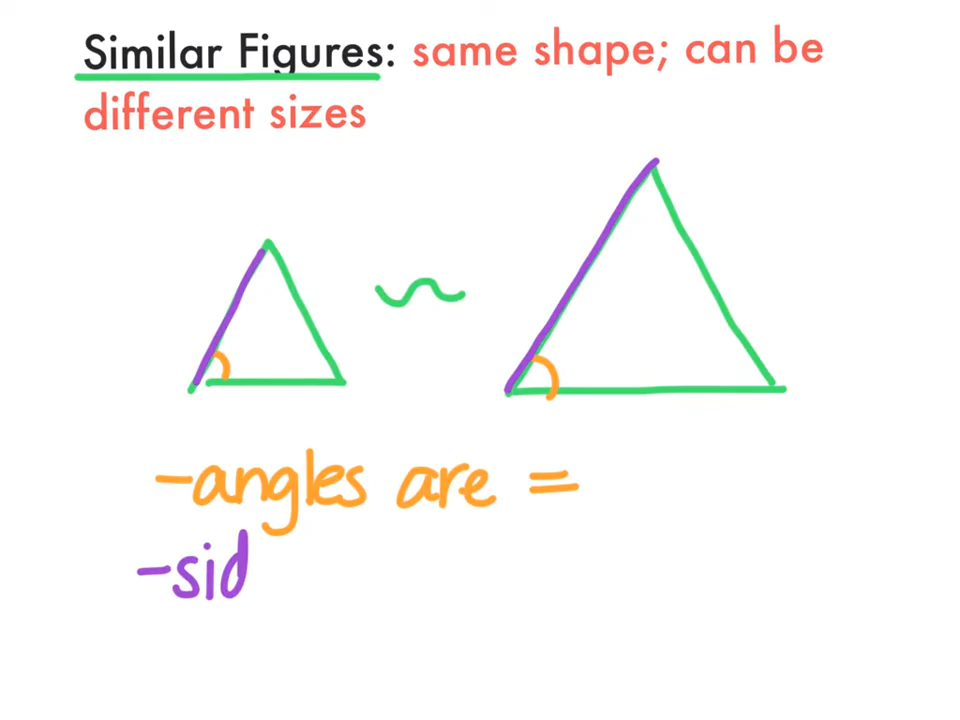 Similar Figures: same shape; can be
different sizes
~
-angles are =
-sid